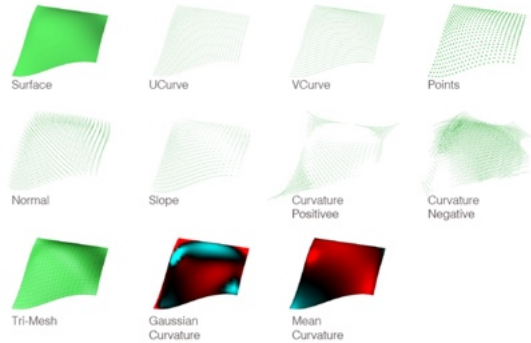 Surface
UCurve
VCurve
Points
Normal
Slope
Curvature
Positivee
Curvature
Negative
Tri-Mesh
Gaussian
Curvature
Mean
Curvature